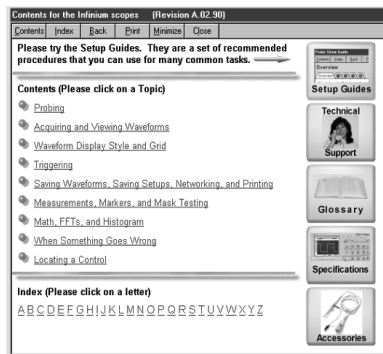 Contents for the Infinium scopes (Revision A.02.90)
Contents Index Back Print Minimize Close
Please try the Setup Guides. They are a set of recommended
procedures that you can use for many common tasks.
Contents (Please click on a Topic)
Probing
Acquiring and Viewing Waveforms
Waveform Display Style and Grid
Triggering
Saving Waveforms, Saving Setups, Networking, and Printing
Measurements, Markers, and Mask Testing
Math, FFTs, and Histogram
When Something Goes Wrong
Locating a Control
Index (Please click on a letter)
A B C D E F G H I J K L M N O P Q R S T U V W X Y Z
Overview
Setup Guides
Technical
Support
Glossary
Specifications
Accessories